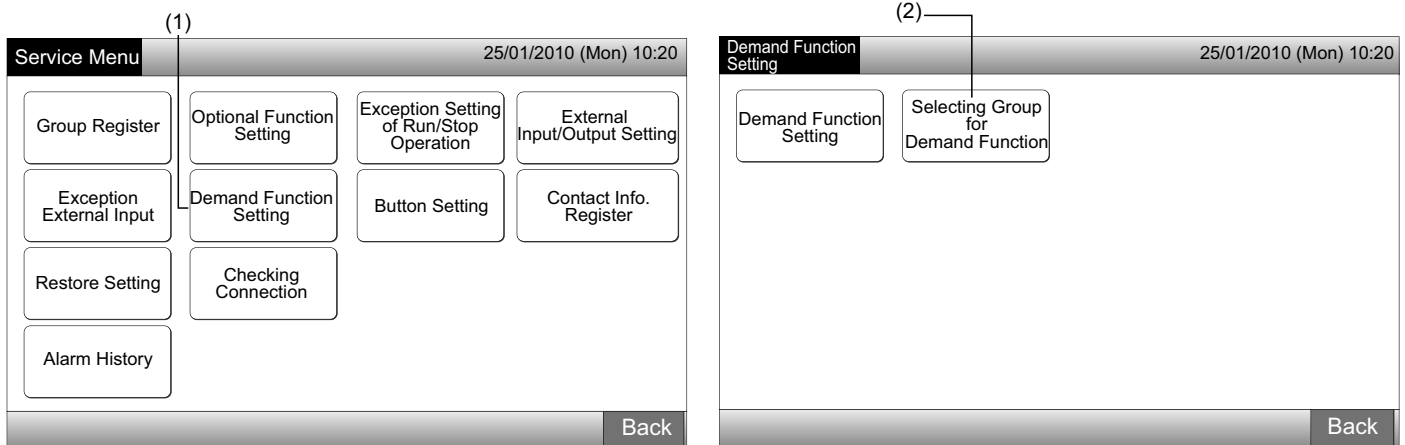 (1)
Service Menu
25/01/2010 (Mon) 10:20
Group Register
Optional Function
Setting
Exception Setting
of Run/Stop
Operation
External
Input/Output Setting
Exception
External Input
Demand Function
Setting
Button Setting
Contact Info.
Register
Restore Setting
Checking
Connection
Alarm History
Back
(2)
Demand Function
Setting
25/01/2010 (Mon) 10:20
Demand Function
Setting
Selecting Group
for
Demand Function
Back